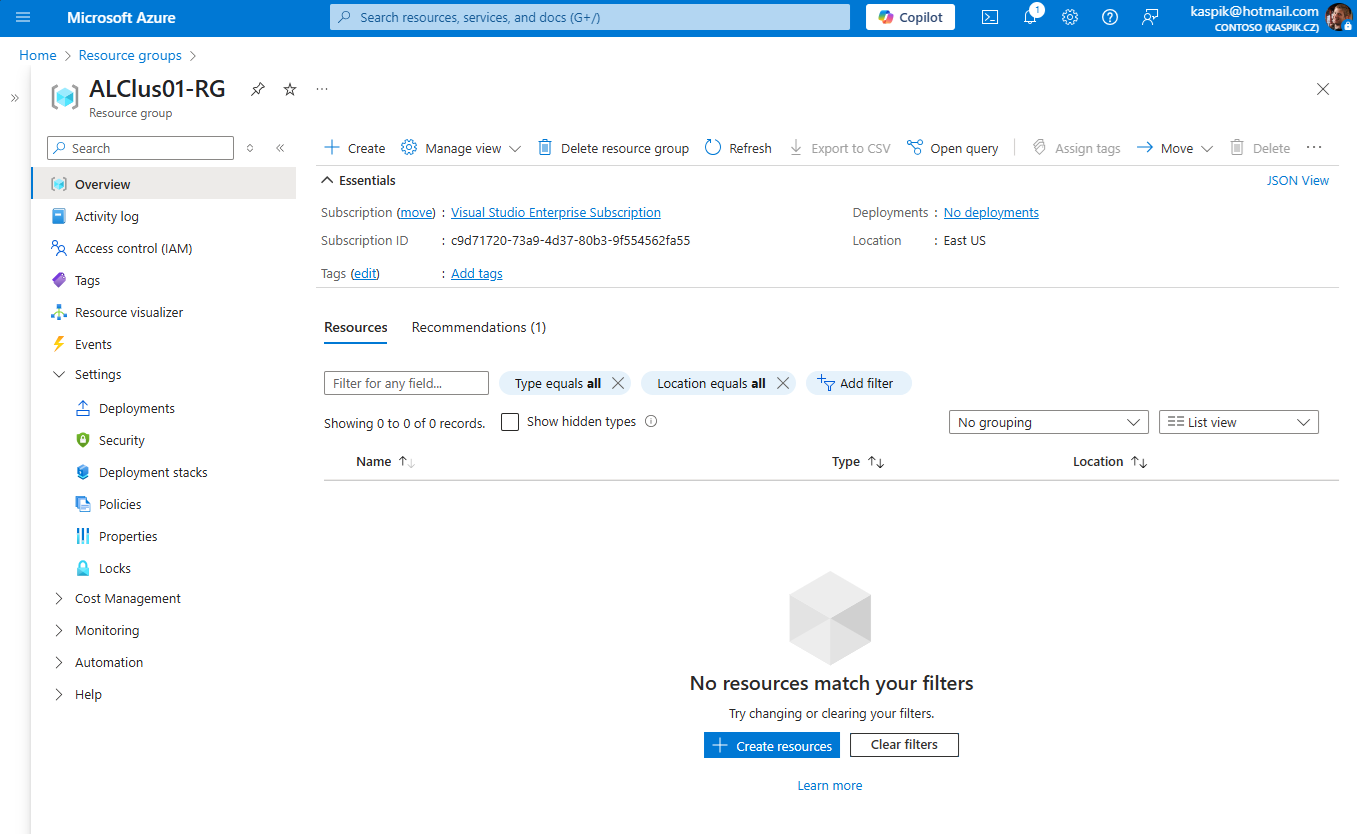 Microsoft Azure
Search resources, services, and docs (G+/)
Copilot
1
kaspik@hotmail.com
CONTOSO (KASPIK.CZ)
Home > Resource groups >
ALClus01-RG
Resource group
Search
Overview
Activity log
Access control (IAM)
Tags
Resource visualizer
Events
Settings
Deployments
Security
Deployment stacks
Policies
Properties
Locks
Cost Management
Monitoring
Automation
Help
Create Manage view Delete resource group Refresh Export to CSV Open query Assign tags Move Delete
Essentials JSON View
Subscription (move) : Visual Studio Enterprise Subscription Deployments : No deployments
Subscription ID : c9d71720-73a9-4d37-80b3-9f554562fa55 Location : East US
Tags (edit) : Add tags
Resources Recommendations (1)
Filter for any field... Type equals all Location equals all Add filter
Showing 0 to 0 of 0 records. Show hidden types No grouping List view
Name Type Location
No resources match your filters
Try changing or clearing your filters.
Create resources Clear filters
Learn more